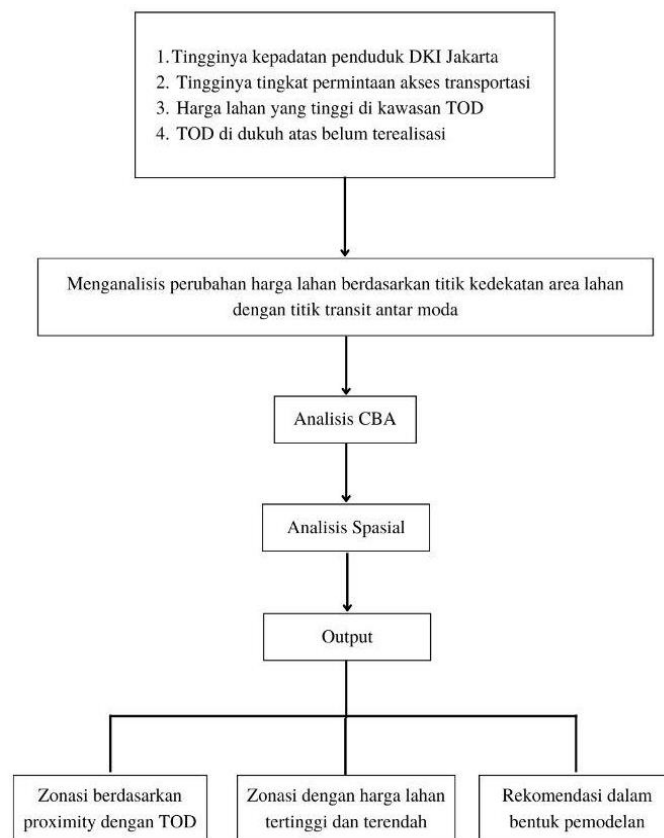 1. Tingginya kepadatan penduduk DKI Jakarta
2. Tingginya tingkat permintaan akses transportasi
3. Harga lahan yang tinggi di kawasan TOD
4. TOD di dukuh atas belum terealisasi
Menganalisis perubahan harga lahan berdasarkan titik kedekatan area lahan
dengan titik transit antar moda
Analisis CBA
Analisis Spasial
Output
Zonasi berdasarkan
proximity dengan TOD
Zonasi dengan harga lahan
tertinggi dan terendah
Rekomendasi dalam
bentuk pemodelan